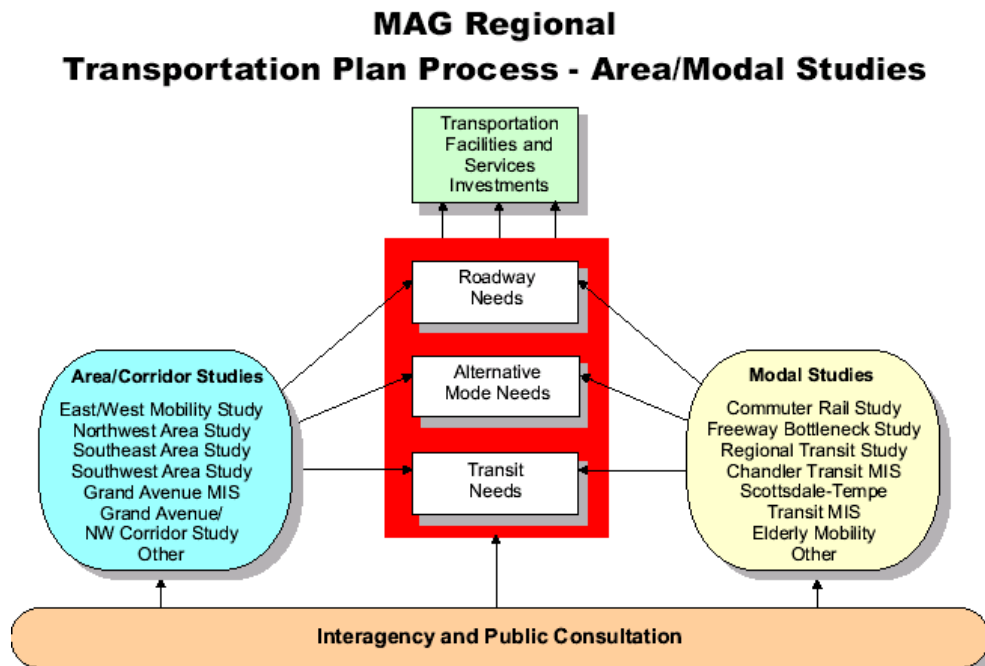 MAG Regional
Transportation Plan Process - Area/Modal Studies
Transportation
Facilities and
Services
Investments
Roadway
Needs
Alternative
Mode Needs
Transit
Needs
Area/Corridor Studies
East/West Mobility Study
Northwest Area Study
Southeast Area Study
Southwest Area Study
Grand Avenue MIS
Grand Avenue/
NW Corridor Study
Other
Modal Studies
Commuter Rail Study
Freeway Bottleneck Study
Regional Transit Study
Chandler Transit MIS
Scottsdale-Tempe
Transit MIS
Elderly Mobility
Other
Interagency and Public Consultation